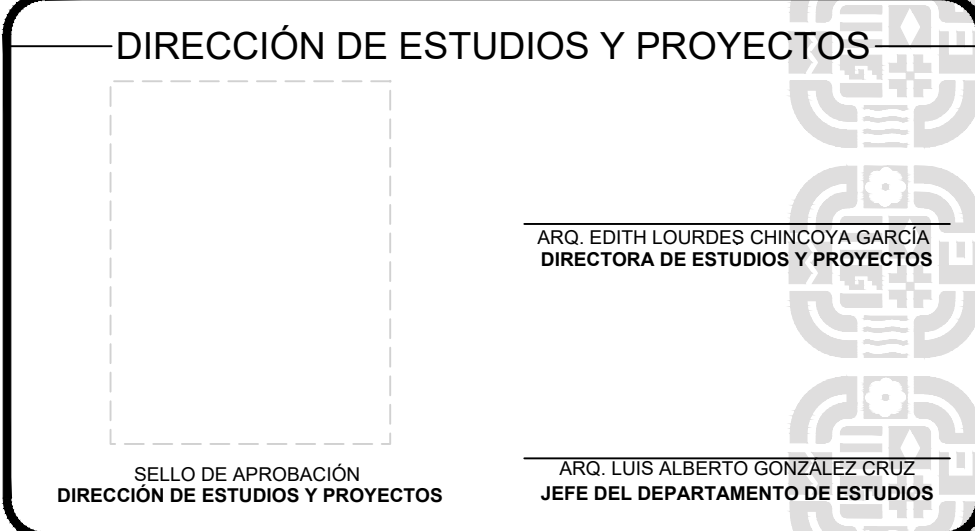 DIRECCIÓN DE ESTUDIOS Y PROYECTOS
ARQ. EDITH LOURDES CHINCOYA GARCÍA
DIRECTORA DE ESTUDIOS Y PROYECTOS
SELLO DE APROBACIÓN
DIRECCIÓN DE ESTUDIOS Y PROYECTOS
ARQ. LUIS ALBERTO GONZÁLEZ CRUZ
JEFE DEL DEPARTAMENTO DE ESTUDIOS